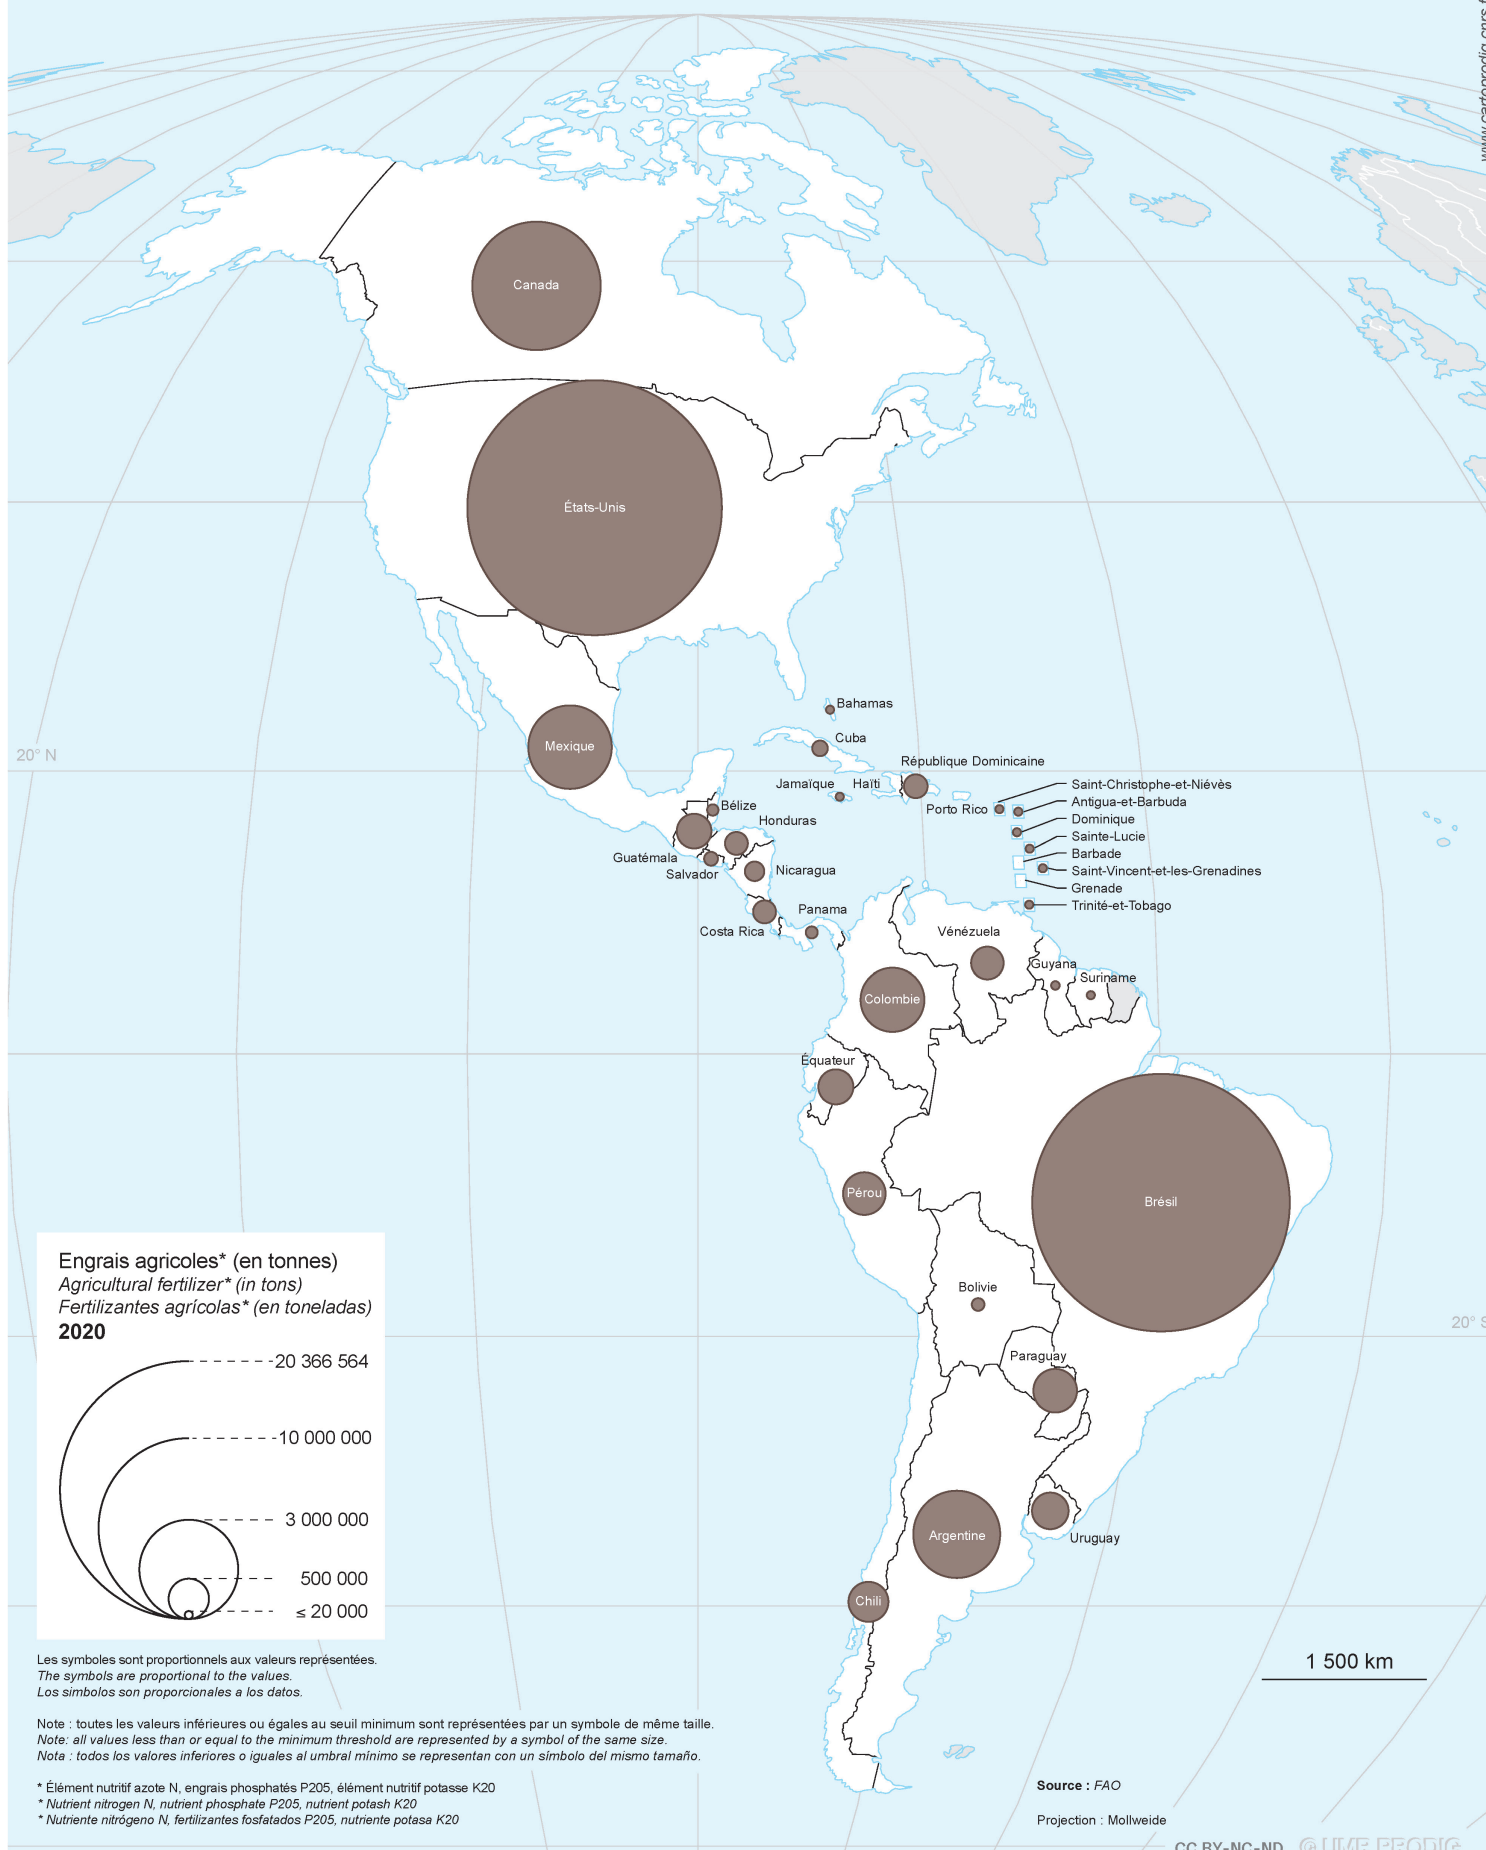 www.cartoprodig.cnrs.f
Canada
États-Unis
Mexique
20° N
Bahamas
Cuba
République Dominicaine
Jamaïque
Haïti
Porto Rico
Saint-Christophe-et-Niévès
Antigua-et-Barbuda
Dominique
Sainte-Lucie
Barbade
Saint-Vincent-et-les-Grenadines
Grenade
Trinité-et-Tobago
Bélize
Honduras
Guatémala
Salvador
Nicaragua
Costa Rica
Panama
Vénézuela
Guyana
Suriname
Colombie
Équateur
Pérou
Brésil
Bolivie
Paraguay
20° S
Argentine
Uruguay
Chili
Engrais agricoles* (en tonnes)
Agricultural fertilizer* (in tons)
Fertilizantes agrícolas* (en toneladas)
2020
20 366 564
10 000 000
3 000 000
500 000
≤ 20 000
Les symboles sont proportionnels aux valeurs représentées.
The symbols are proportional to the values.
Los simbolos son proporcionales a los datos.
1 500 km
Note : toutes les valeurs inférieures ou égales au seuil minimum sont représentées par un symbole de même taille.
Note: all values less than or equal to the minimum threshold are represented by a symbol of the same size.
Nota : todos los valores inferiores o iguales al umbral mínimo se representan con un símbolo del mismo tamaño.
* Élément nutritif azote N, engrais phosphatés P205, élément nutritif potasse K20
* Nutrient nitrogen N, nutrient phosphate P205, nutrient potash K20
* Nutriente nitrógeno N, fertilizantes fosfatados P205, nutriente potasa K20
Source : FAO
Projection : Mollweide
CC BY-NC-ND © UMR PRODIG